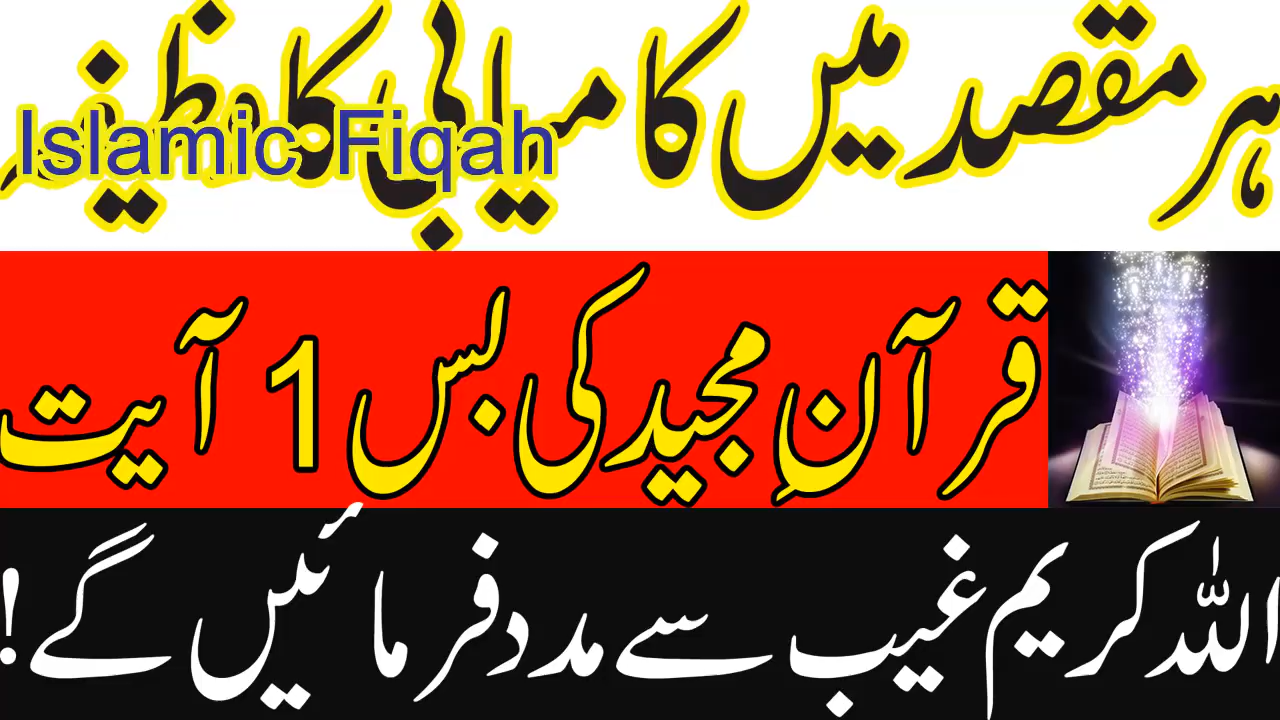 ہر مقصد میں کامیابی کا وظیفہ
Islamic Fiqah
قرآنِ مجید کی بس 1 آیت
اللہ کریم غیب سے مدد فرمائیں گے!